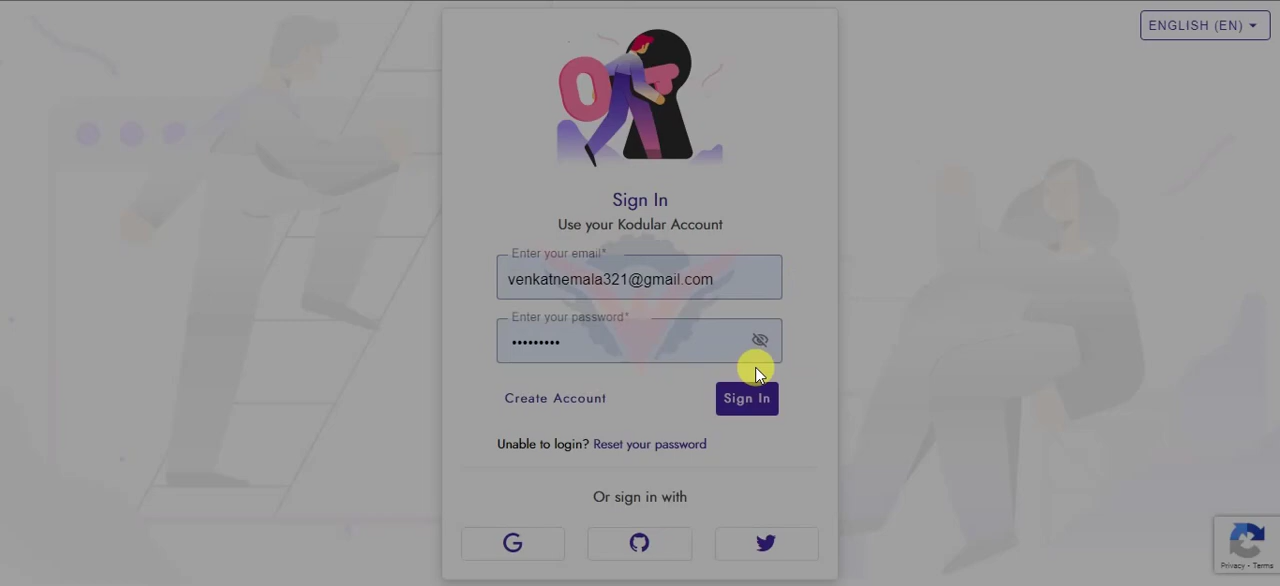 ENGLISH (EN)
Sign In
Use your Kodular Account
Enter your email*
venkatnemala321@gmail.com
Enter your password*
•••••••••
Create Account
Sign In
Unable to login? Reset your password
Or sign in with
Privacy - Terms